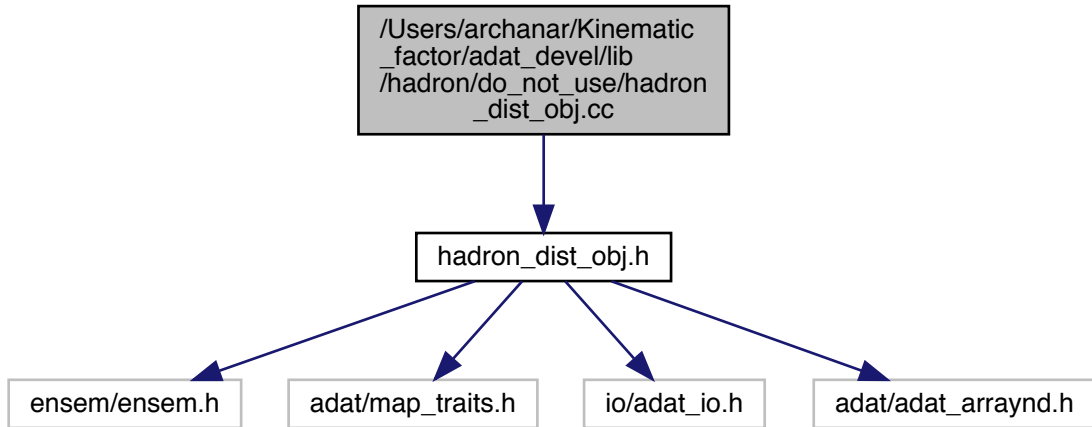 /Users/archanar/Kinematic
_factor/adat_devel/lib
/hadron/do_not_use/hadron
_dist_obj.cc
hadron_dist_obj.h
ensem/ensem.h
adat/map_traits.h
io/adat_io.h
adat/adat_arraynd.h